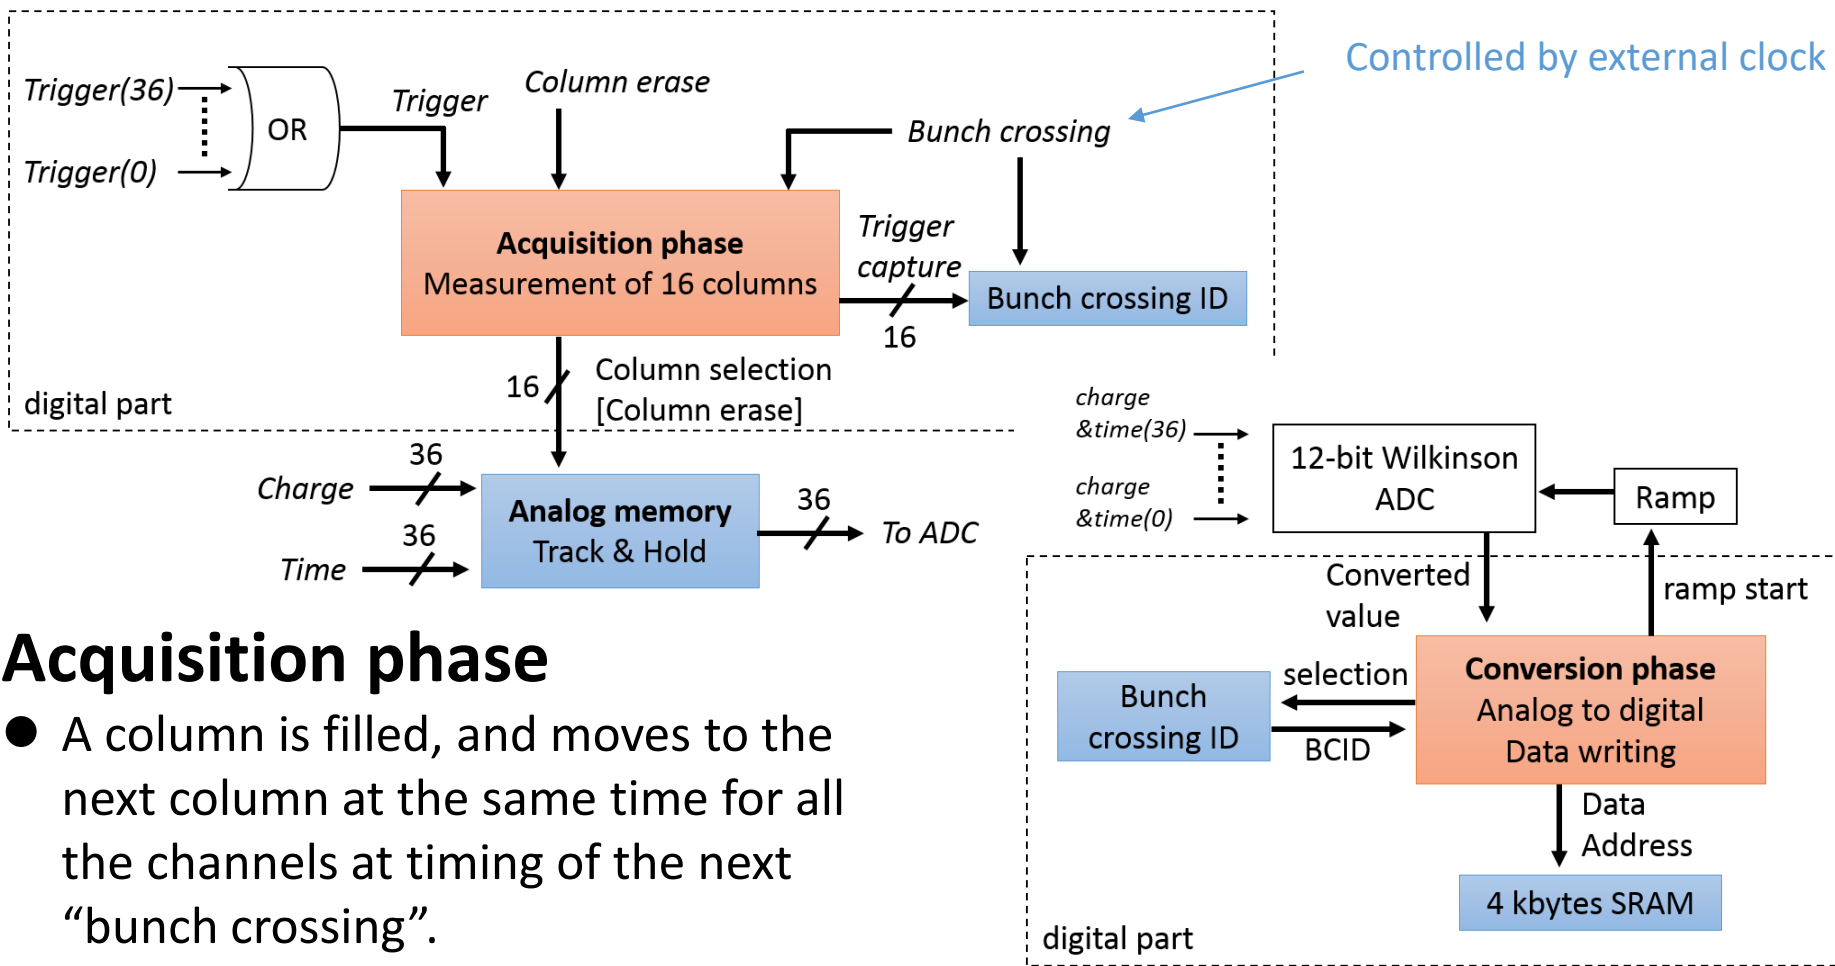 Controlled by external clock
Trigger(36)
Trigger(0)
OR
Trigger
Column erase
Bunch crossing
Acquisition phase
Measurement of 16 columns
Trigger
capture
16
Bunch crossing ID
16
Column selection
[Column erase]
digital part
Charge
36
Time
36
Analog memory
Track & Hold
36
To ADC
charge
&time(36)
charge
&time(0)
12-bit Wilkinson
ADC
Ramp
Converted
value
ramp start
Bunch
crossing ID
selection
BCID
Conversion phase
Analog to digital
Data writing
Data
Address
4 kbytes SRAM
digital part
Acquisition phase
● A column is filled, and moves to the
next column at the same time for all
the channels at timing of the next
“bunch crossing”.